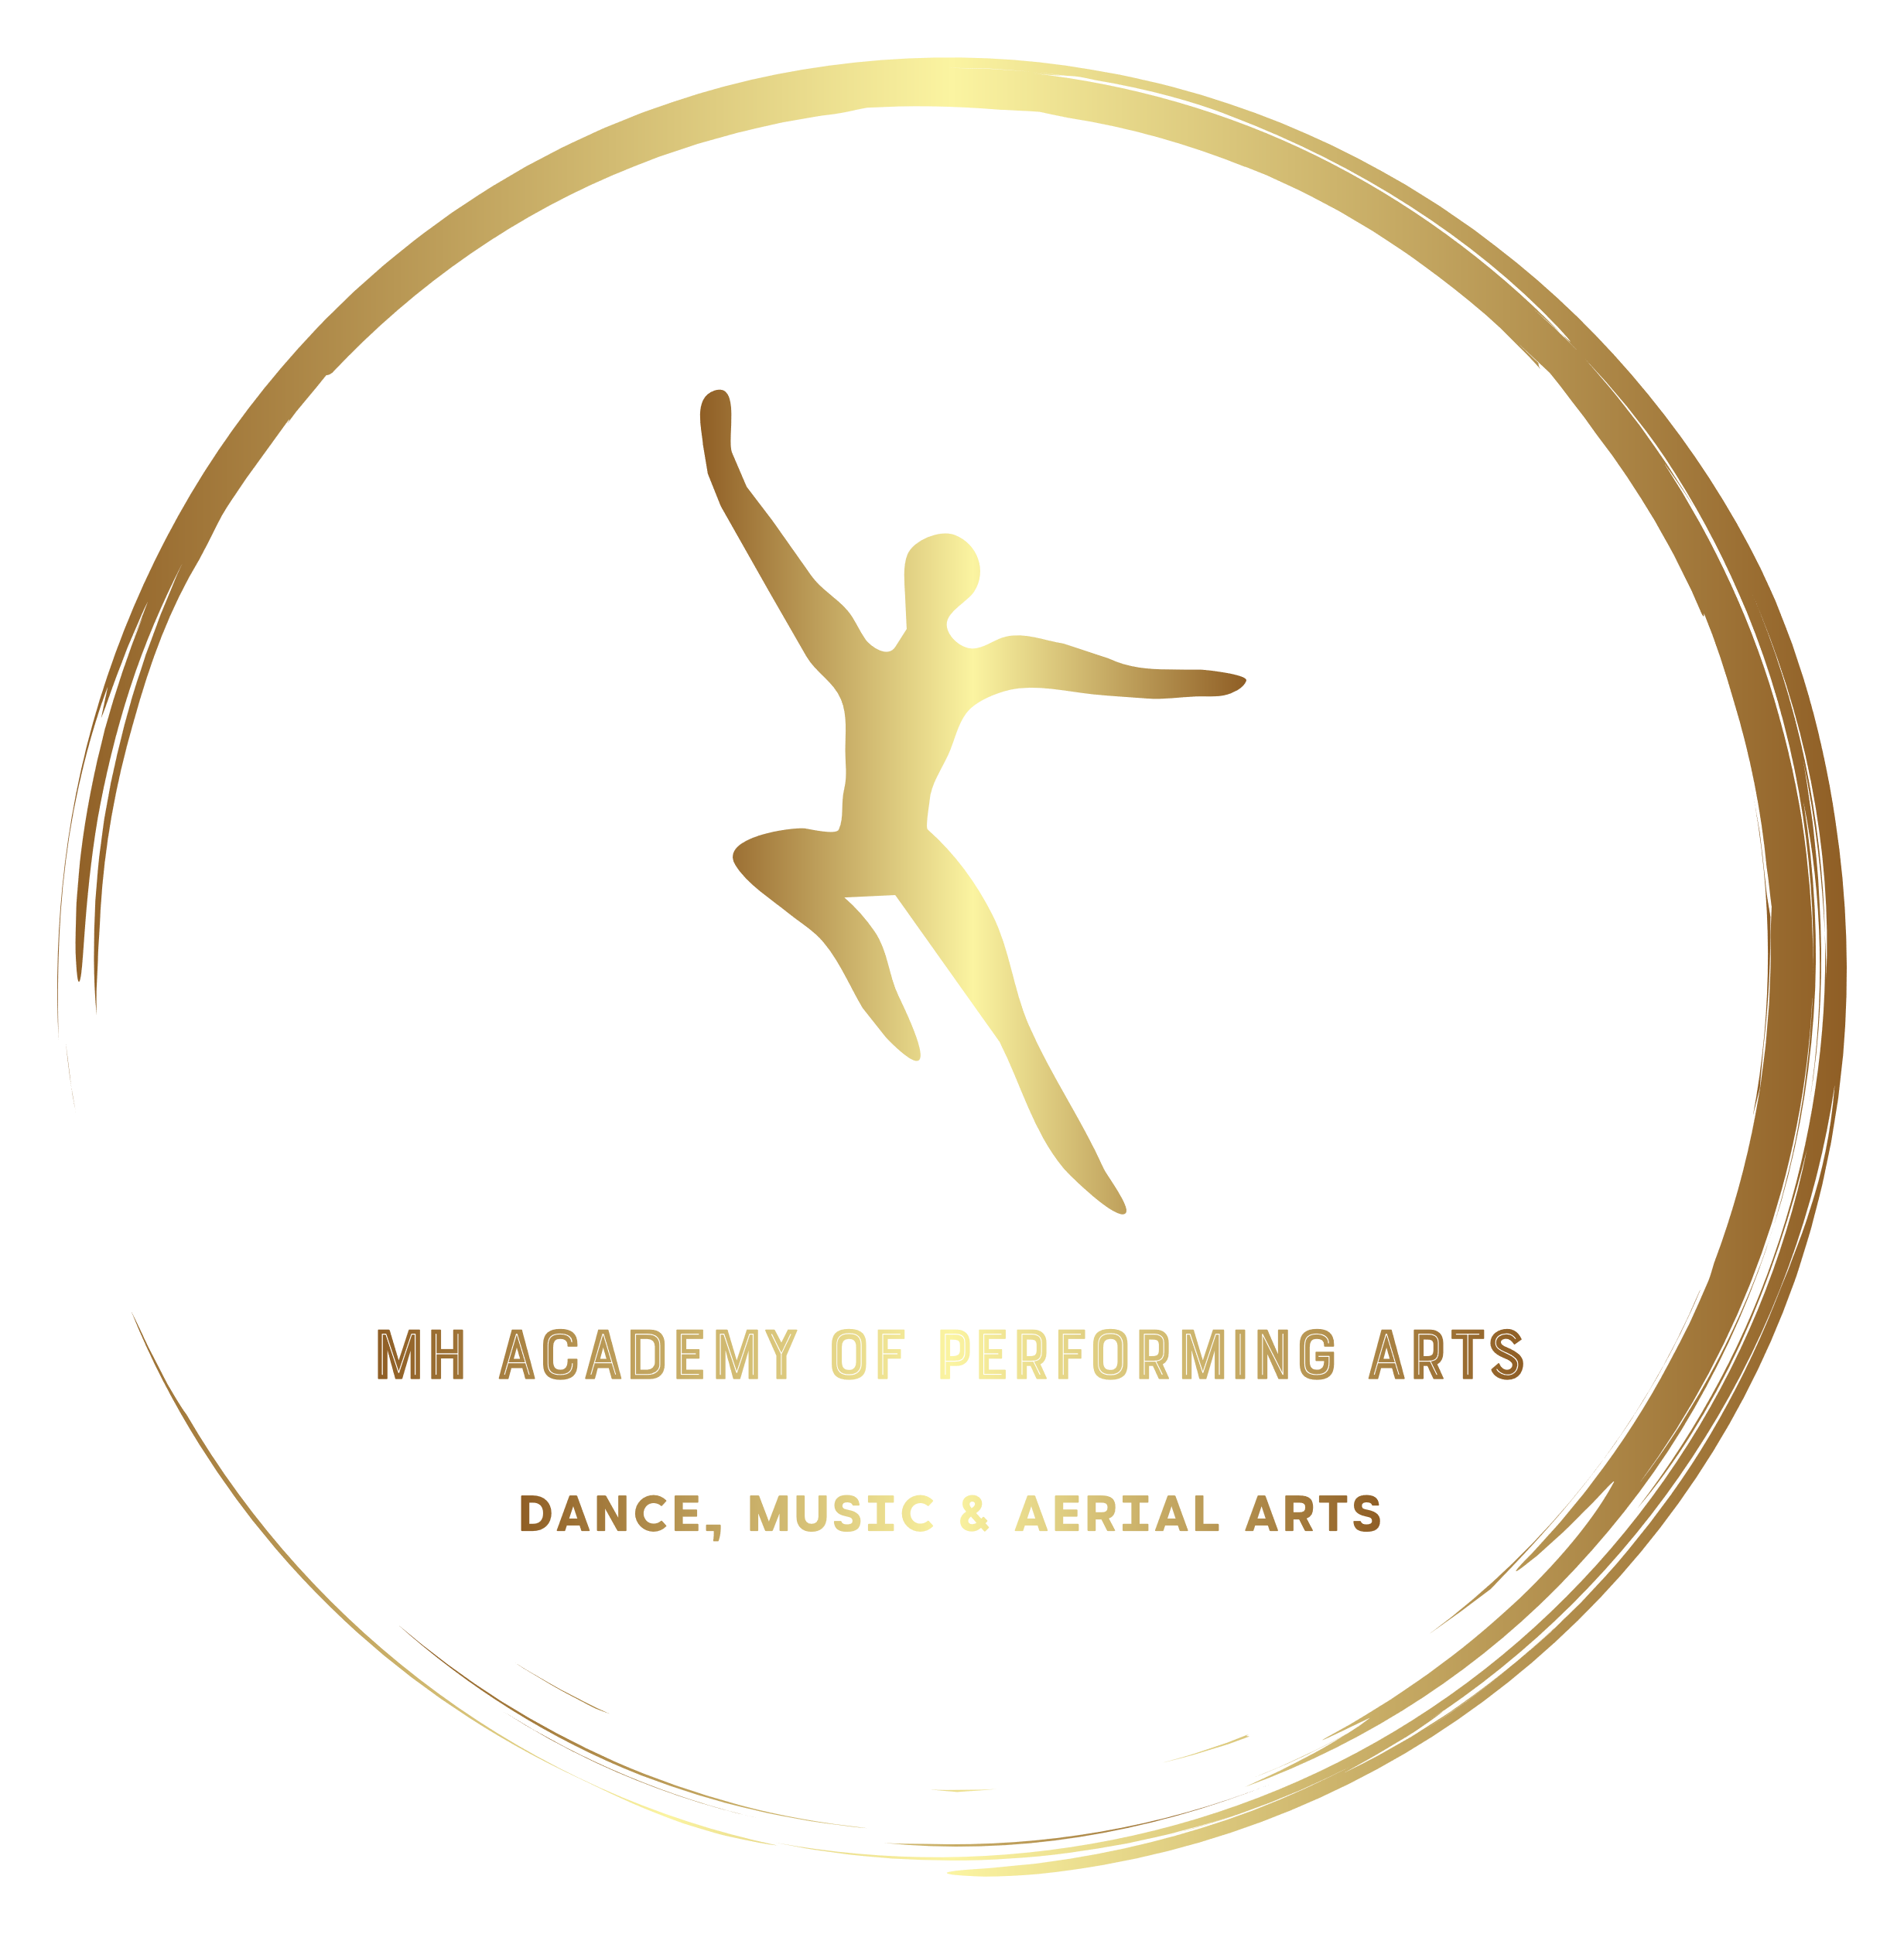 MH ACADEMY OF PERFORMING ARTS
DANCE, MUSIC & AERIAL ARTS